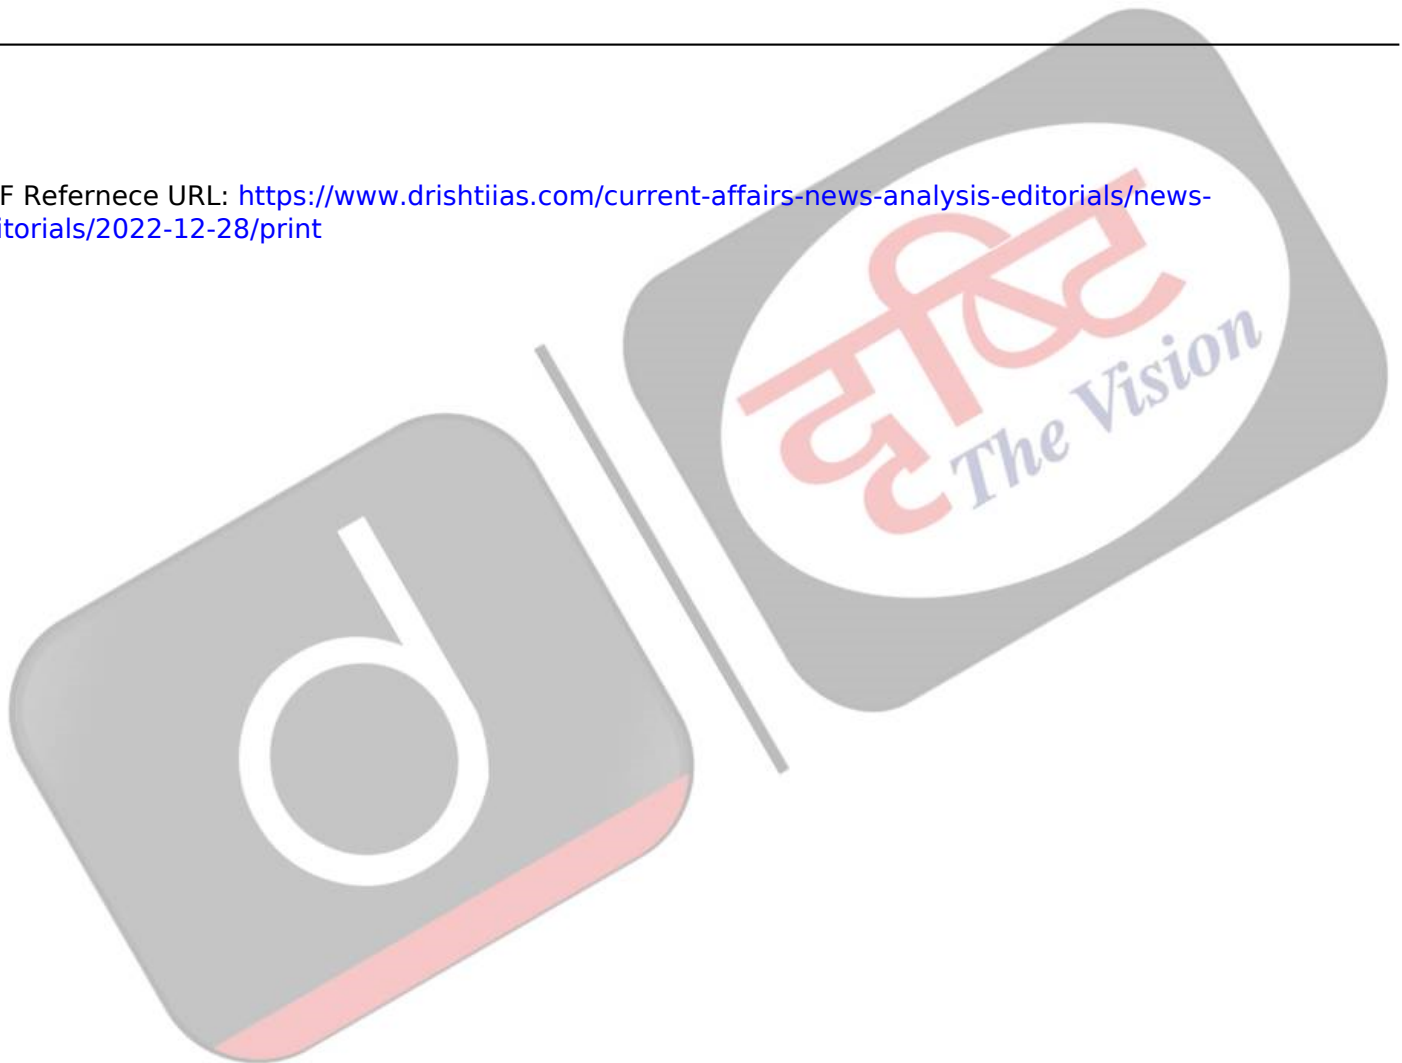 F Refernece URL: https://www.drishtiias.com/current-affairs-news-analysis-editorials/news-
itorials/2022-12-28/print
दृष्टि
The Vision
d